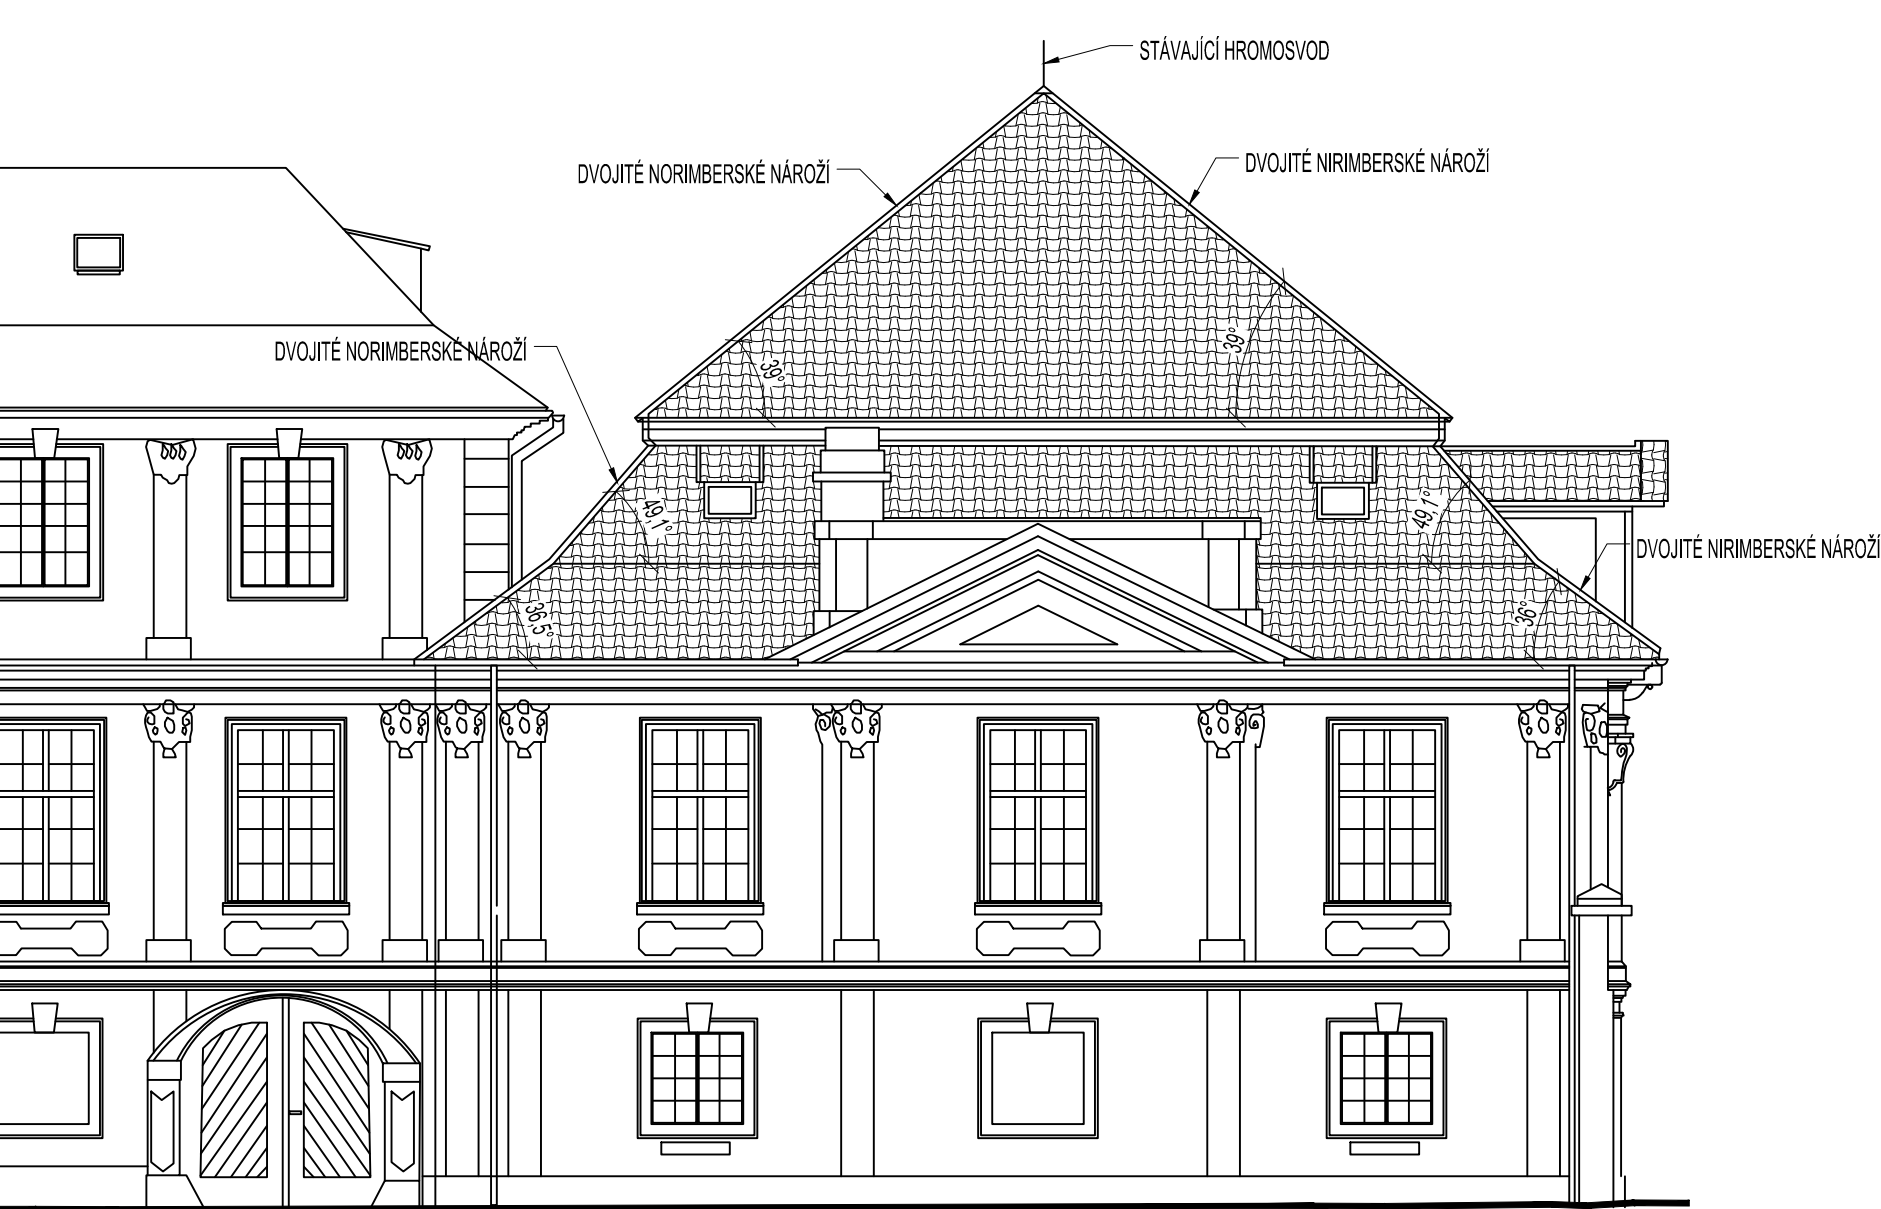 STÁVAJÍCÍ HROMOSVOD
DVOJITÉ NORIMBERSKÉ NÁROŽÍ
DVOJITÉ NIRIMBERSKÉ NÁROŽÍ
DVOJITÉ NORIMBERSKÉ NÁROŽÍ
39°
39°
49,1°
49,1°
DVOJITÉ NIRIMBERSKÉ NÁROŽÍ
36,5°
36°